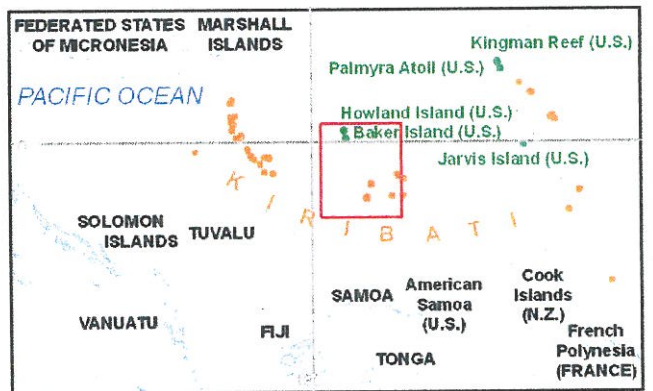 FEDERATED STATES
OF MICRONESIA
MARSHALL
ISLANDS
Kingman Reef (U.S.)
Palmyra Atoll (U.S.)
PACIFIC OCEAN
Howland Island (U.S.)
Baker Island (U.S.)
Jarvis Island (U.S.)
KIRIBATI
SOLOMON
ISLANDS
TUVALU
SAMOA
American
Samoa
(U.S.)
Cook
Islands
(N.Z.)
VANUATU
FIJI
TONGA
French
Polynesia
(FRANCE)